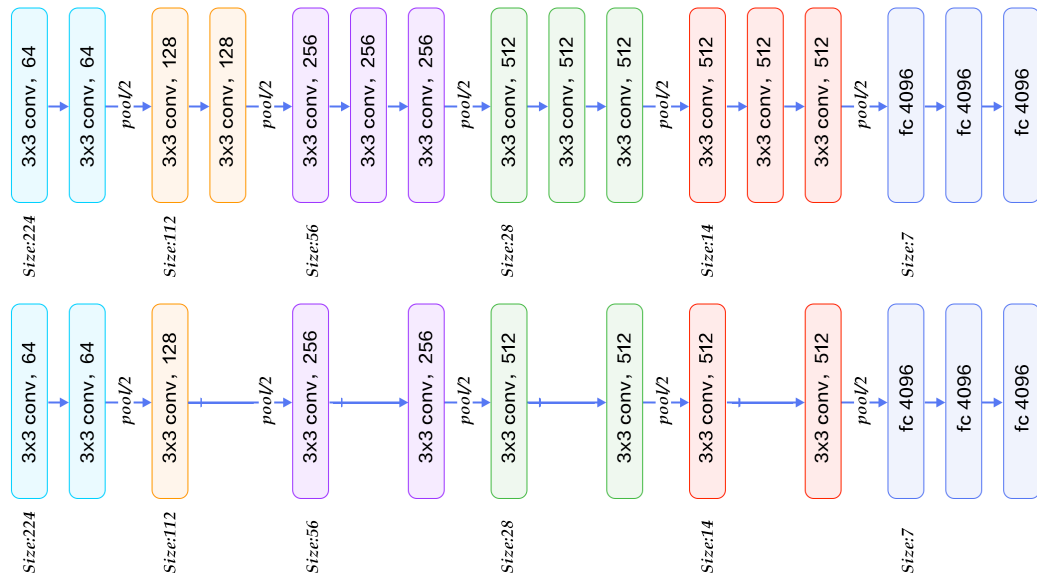 3x3 conv, 64
3x3 conv, 64
pool/2
3x3 conv, 128
3x3 conv, 128
pool/2
3x3 conv, 256
3x3 conv, 256
3x3 conv, 256
pool/2
3x3 conv, 512
3x3 conv, 512
3x3 conv, 512
pool/2
3x3 conv, 512
3x3 conv, 512
3x3 conv, 512
pool/2
fc 4096
fc 4096
fc 4096
Size:224
Size:112
Size:56
Size:28
Size:14
Size:7
3x3 conv, 64
3x3 conv, 64
pool/2
3x3 conv, 128
pool/2
3x3 conv, 256
3x3 conv, 256
pool/2
3x3 conv, 512
3x3 conv, 512
pool/2
3x3 conv, 512
3x3 conv, 512
pool/2
fc 4096
fc 4096
fc 4096
Size:224
Size:112
Size:56
Size:28
Size:14
Size:7